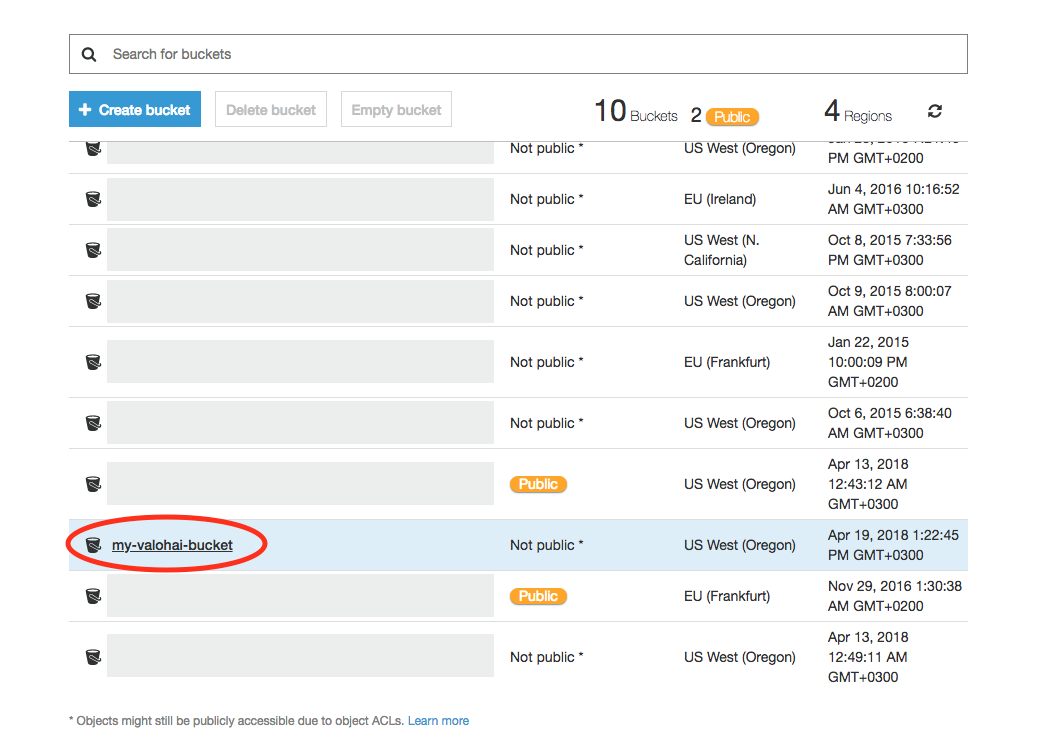 Search for buckets
+ Create bucket Delete bucket Empty bucket 10 Buckets 2 Public 4 Regions
Not public * US West (Oregon)
PM GMT+0200
Not public * EU (Ireland) Jun 4, 2016 10:16:52
AM GMT+0300
Not public * US West (N. Oct 8, 2015 7:33:56
California) PM GMT+0300
Not public * US West (Oregon) Oct 9, 2015 8:00:07
AM GMT+0300
Jan 22, 2015
Not public * EU (Frankfurt) 10:00:09 PM
GMT+0200
Not public * US West (Oregon) Oct 6, 2015 6:38:40
AM GMT+0300
Apr 13, 2018
Public US West (Oregon) 12:43:12 AM
GMT+0300
my-valohai-bucket Not public * US West (Oregon) Apr 19, 2018 1:22:45
PM GMT+0300
Public EU (Frankfurt) Nov 29, 2016 1:30:38
AM GMT+0200
Apr 13, 2018
Not public * US West (Oregon) 12:49:11 AM
GMT+0300
* Objects might still be publicly accessible due to object ACLs. Learn more